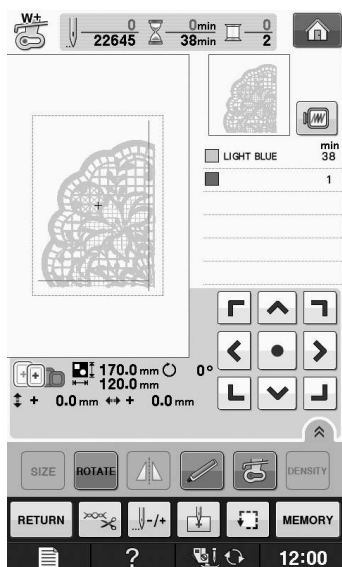 W+
0 0min 0
22645 38min 2
min
LIGHT BLUE 38
1
170.0 mm 0°
120.0 mm
+ 0.0 mm + 0.0 mm
SIZE ROTATE DENSITY
RETURN -/+ MEMORY
? 12:00